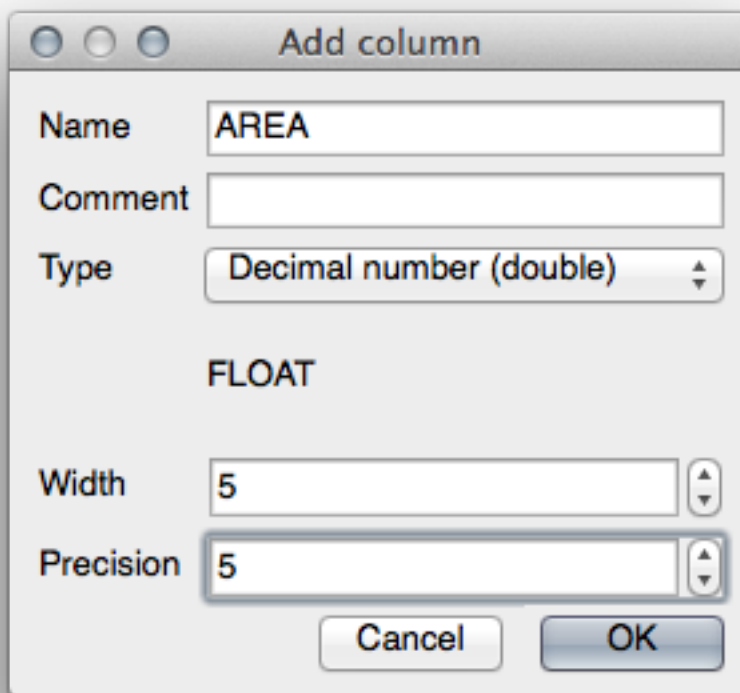 Add column
Name AREA
Comment
Type Decimal number (double)
FLOAT
Width 5
Precision 5
Cancel OK